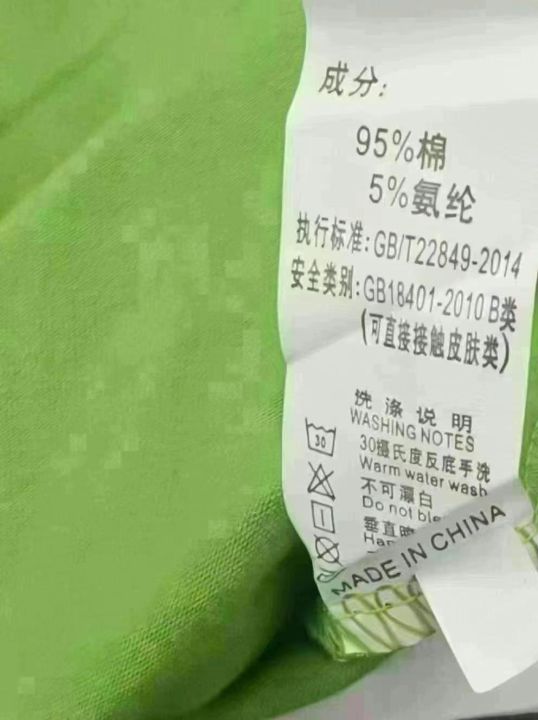 成分:
95%棉
5%氨纶
执行标准:GB/T22849-2014
安全类别:GB18401-2010 B类
(可直接接触皮肤类)
洗涤说明
WASHING NOTES
30
30摄氏度反底手洗
Warm water wash
不可漂白
Do not
垂直
MADE IN CHINA